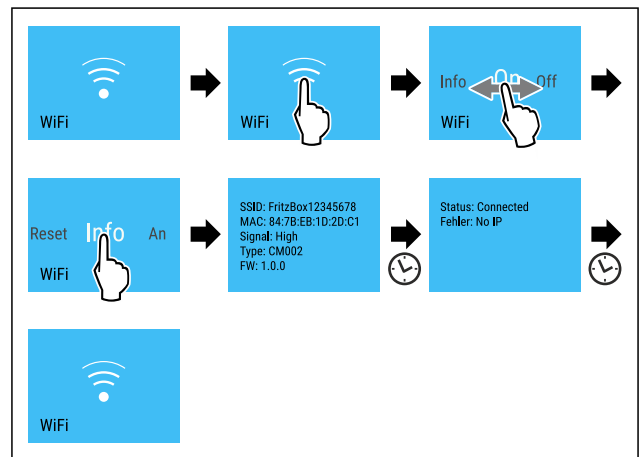 WiFi
WiFi
Info On Off
WiFi
Reset Info An
WiFi
SSID: FritzBox12345678
MAC: 84:7B:EB:1D:2D:C1
Signal: High
Type: CM002
FW: 1.0.0
Status: Connected
Fehler: No IP
WiFi